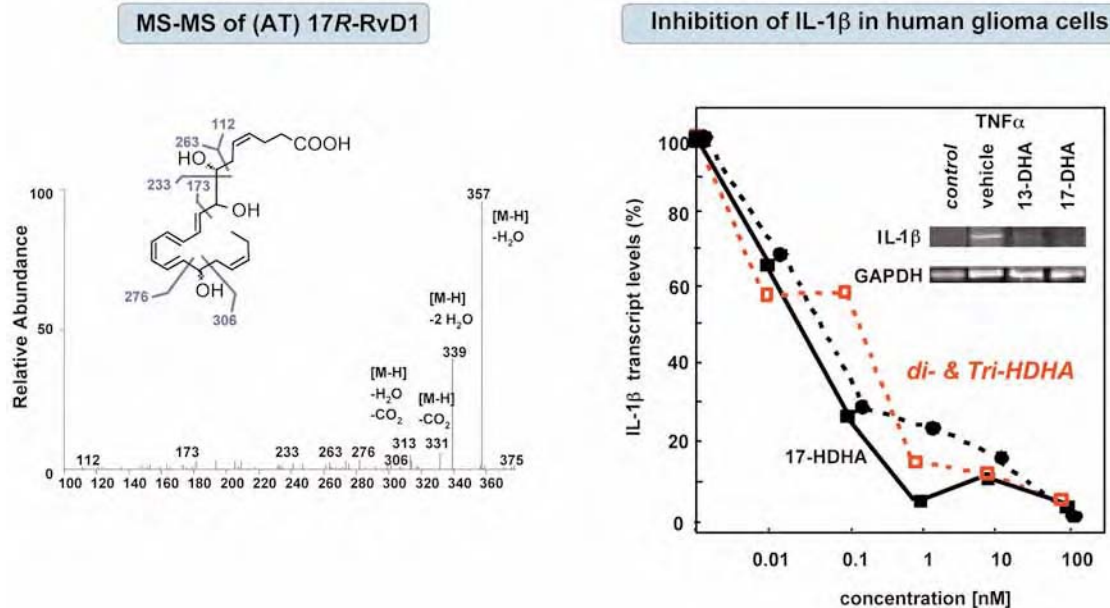 MS-MS of (AT) 17R-RvD1
112
263
COOH
HO
233
173
OH
276
OH
306
Relative Abundance
100
50
0
357
[M-H]
-H2O
[M-H]
-2 H2O
339
[M-H]
-H2O
-CO2
[M-H]
-CO2
313
331
112
173
233
263
276
306
375
100 120 140 160 180 200 220 240 260 280 300 320 340 360
Inhibition of IL-1β in human glioma cells
IL-1β transcript levels (%)
100
80
60
40
20
0
TNFα
control
vehicle
13-DHA
17-DHA
IL-1β
GAPDH
di- & Tri-HDHA
17-HDHA
0.01 0.1 1 10 100
concentration [nM]